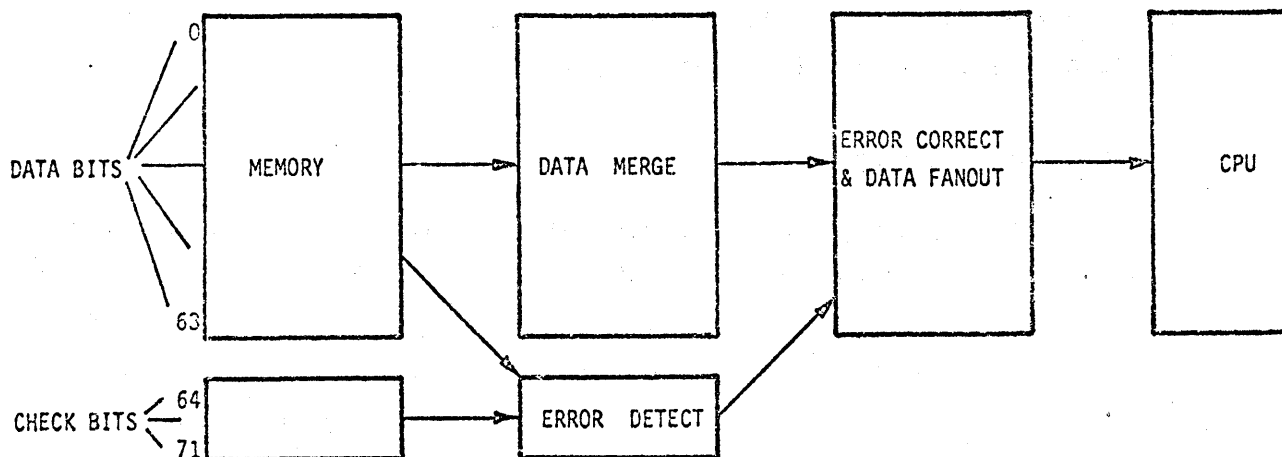 0
DATA BITS
63
MEMORY
DATA MERGE
ERROR CORRECT
& DATA FANOUT
CPU
CHECK BITS
64
71
ERROR DETECT